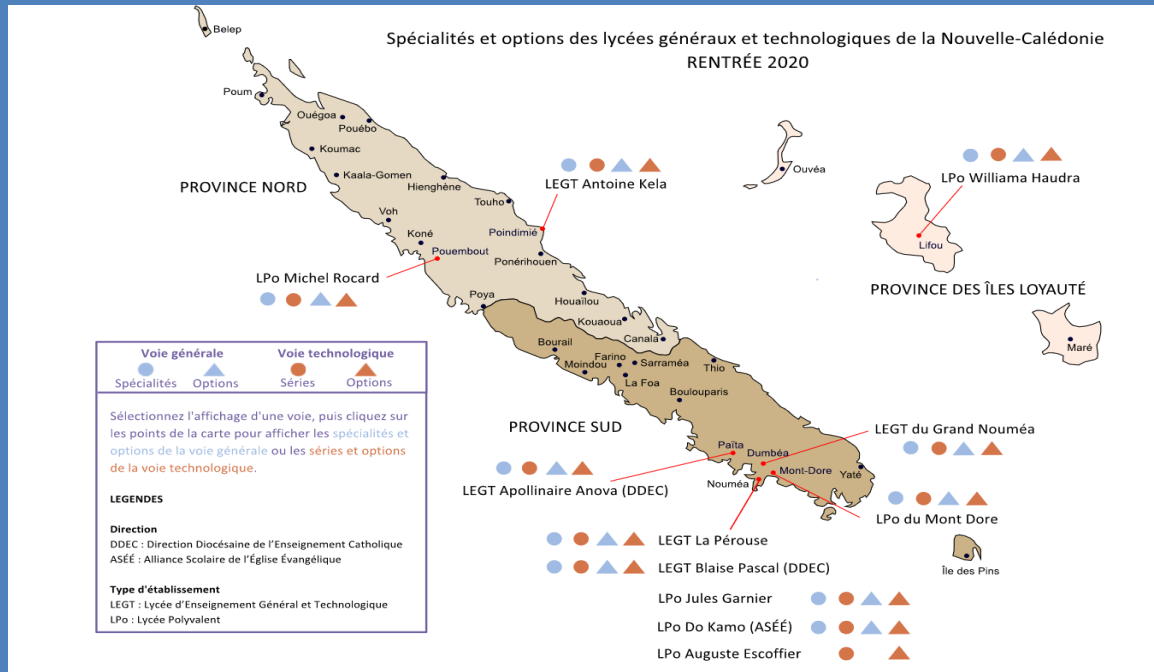 Spécialités et options des lycées généraux et technologiques de la Nouvelle-Calédonie
RENTRÉE 2020
Belep
Poum
Ouégoa
Pouébo
Koumac
Kaala-Gomen
Hienghène
Touho
PROVINCE NORD
Voh
Koné
Pouembout
Poindimié
Ponérihouen
LEGT Antoine Kela
LPo Michel Rocard
Poya
Houaïlou
Kouaoua
Canala
Ouvéa
LPo Williama Haudra
Lifou
PROVINCE DES ÎLES LOYAUTÉ
Maré
Bourail
Moindou
Farino
Sarraméa
La Foa
Thio
Boulouparis
PROVINCE SUD
Païta
Dumbéa
Mont-Dore
Nouméa
Yaté
Île des Pins
LEGT du Grand Nouméa
LPo du Mont Dore
LEGT Apollinaire Anova (DDEC)
LEGT La Pérouse
LEGT Blaise Pascal (DDEC)
LPo Jules Garnier
LPo Do Kamo (ASÉÉ)
LPo Auguste Escoffier
Voie générale Voie technologique
Spécialités Options Séries Options
Sélectionnez l'affichage d'une voie, puis cliquez sur
les points de la carte pour afficher les spécialités et
options de la voie générale ou les séries et options
de la voie technologique.
LEGENDES
Direction
DDEC : Direction Diocésaine de l'Enseignement Catholique
ASÉÉ : Alliance Scolaire de l'Église Évangélique
Type d'établissement
LEGT : Lycée d'Enseignement Général et Technologique
LPo : Lycée Polyvalent